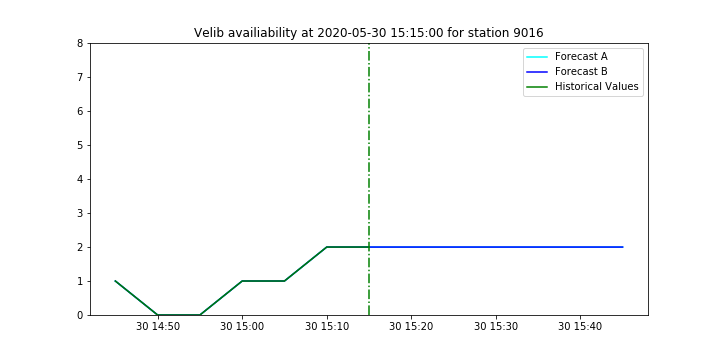 Velib availiability at 2020-05-30 15:15:00 for station 9016
8
7
6
5
4
3
2
1
0
Forecast A
Forecast B
Historical Values
30 14:50 30 15:00 30 15:10 30 15:20 30 15:30 30 15:40